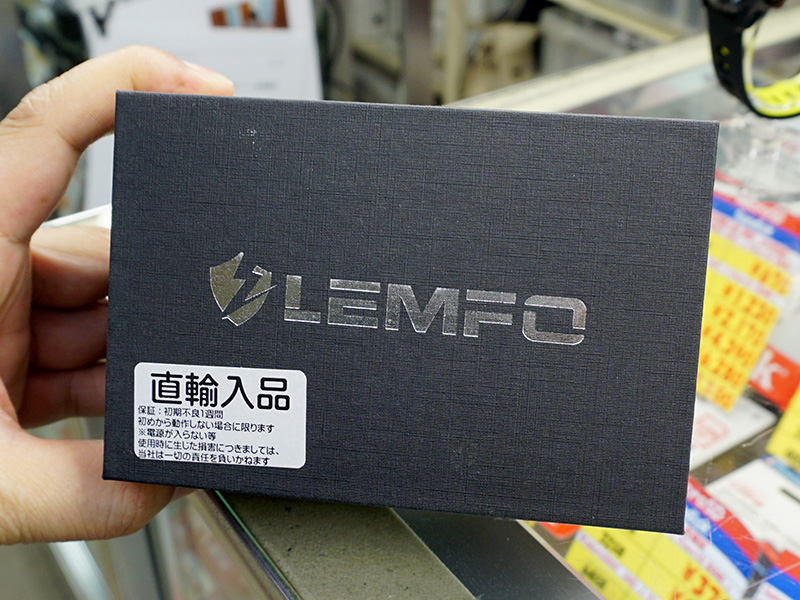 LEMFO
直輸入品
保証：初期不良1週間
初めから動作しない場合に限ります
※電源が入らない等
使用時に生じた損害につきましては、
当社は一切の責任を負いかねます